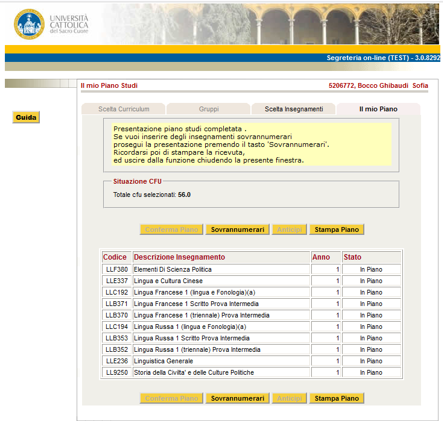 UNIVERSITÀ
CATTOLICA
del Sacro Cuore
Segreteria on-line (TEST) - 3.0.8292
Guida
Il mio Piano Studi
5206772, Bocco Ghibaudi Sofia
Scelta Curriculum
Gruppi
Scelta Insegnamenti
Il mio Piano
Presentazione piano studi completata .
Se vuoi inserire degli insegnamenti sovrannumerari
prosegui la presentazione premendo il tasto 'Sovrannumerari'.
Ricordarsi poi di stampare la ricevuta,
ed uscire dalla funzione chiudendo la presente finestra.
Situazione CFU
Totale cfu selezionati: 56.0
Conferma Piano Sovrannumerari Anticipi Stampa Piano
Codice Descrizione Insegnamento Anno Stato
LLF380 Elementi Di Scienza Politica 1 In Piano
LLE337 Lingua e Cultura Cinese 1 In Piano
LLC192 Lingua Francese 1 (lingua e Fonologia)(a) 1 In Piano
LLB371 Lingua Francese 1 Scritto Prova Intermedia 1 In Piano
LLB370 Lingua Francese 1 (triennale) Prova Intermedia 1 In Piano
LLC194 Lingua Russa 1 (lingua e Fonologia)(a) 1 In Piano
LLB353 Lingua Russa 1 Scritto Prova Intermedia 1 In Piano
LLB352 Lingua Russa 1 (triennale) Prova Intermedia 1 In Piano
LLE236 Linguistica Generale 1 In Piano
LL9250 Storia della Civilta' e delle Culture Politiche 1 In Piano
Conferma Piano Sovrannumerari Anticipi Stampa Piano